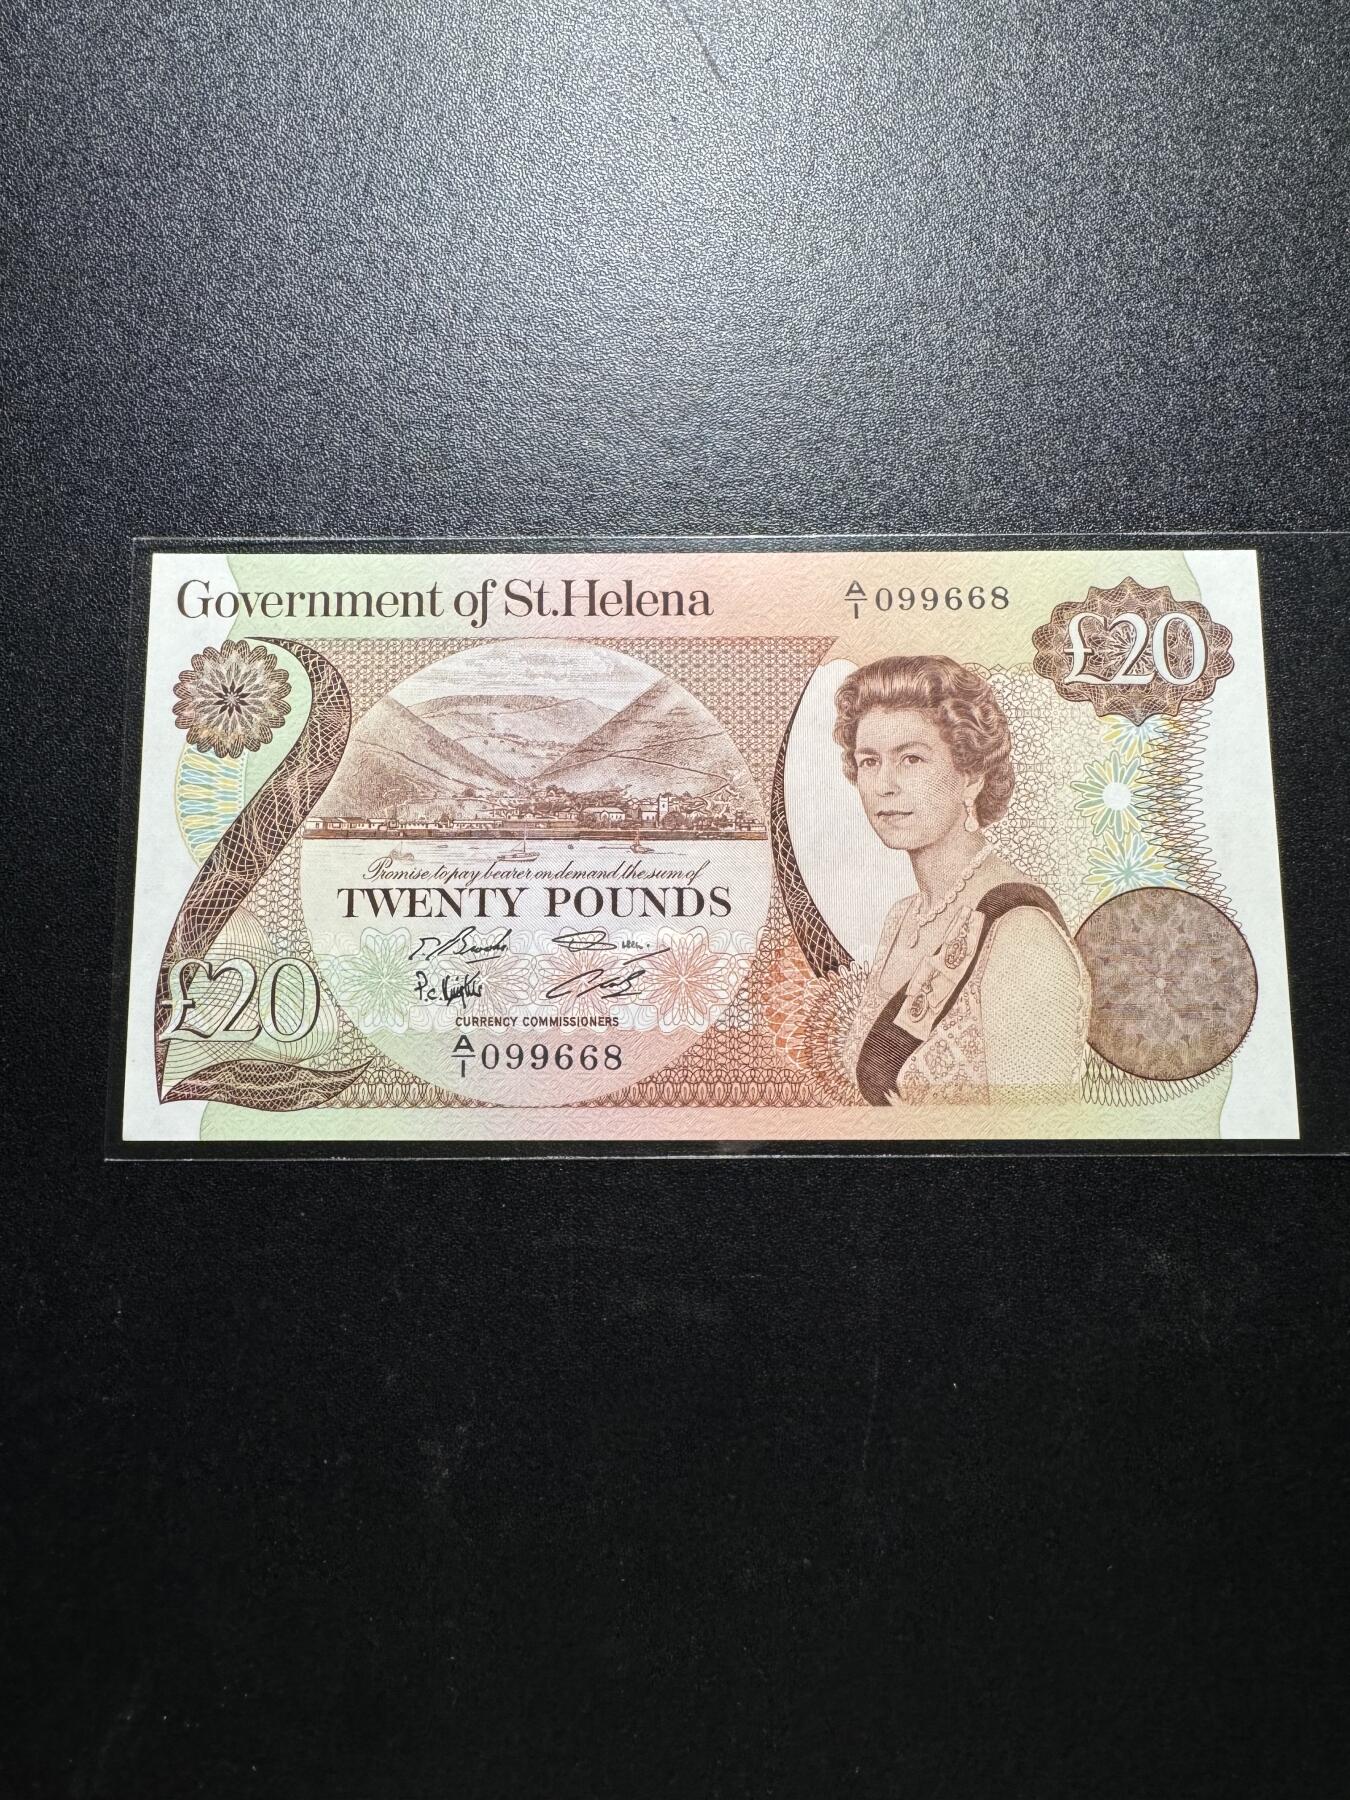 Government of St.Helena
A/1 099668
£20
Promise to pay bearer on demand the sum of
TWENTY POUNDS
£20
CURRENCY COMMISSIONERS
A/1 099668